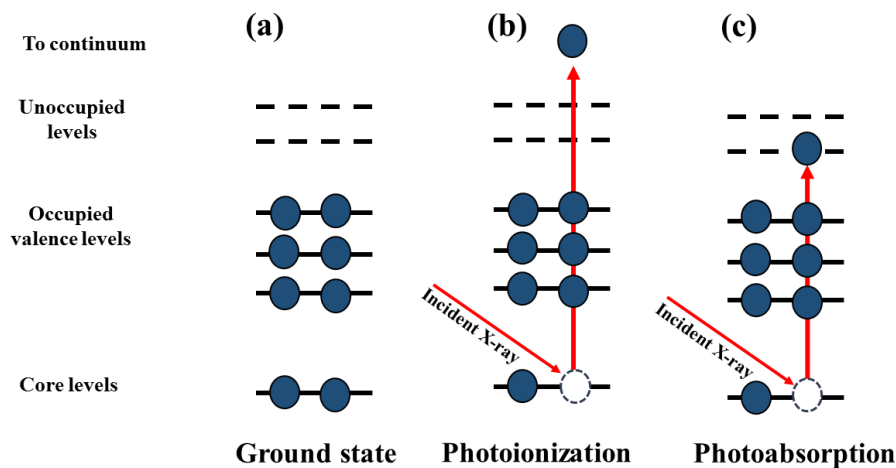 (a)
(b)
(c)
To continuum
Unoccupied
levels
Occupied
valence levels
Incident X-ray
Incident X-ray
Core levels
Ground state
Photoionization
Photoabsorption